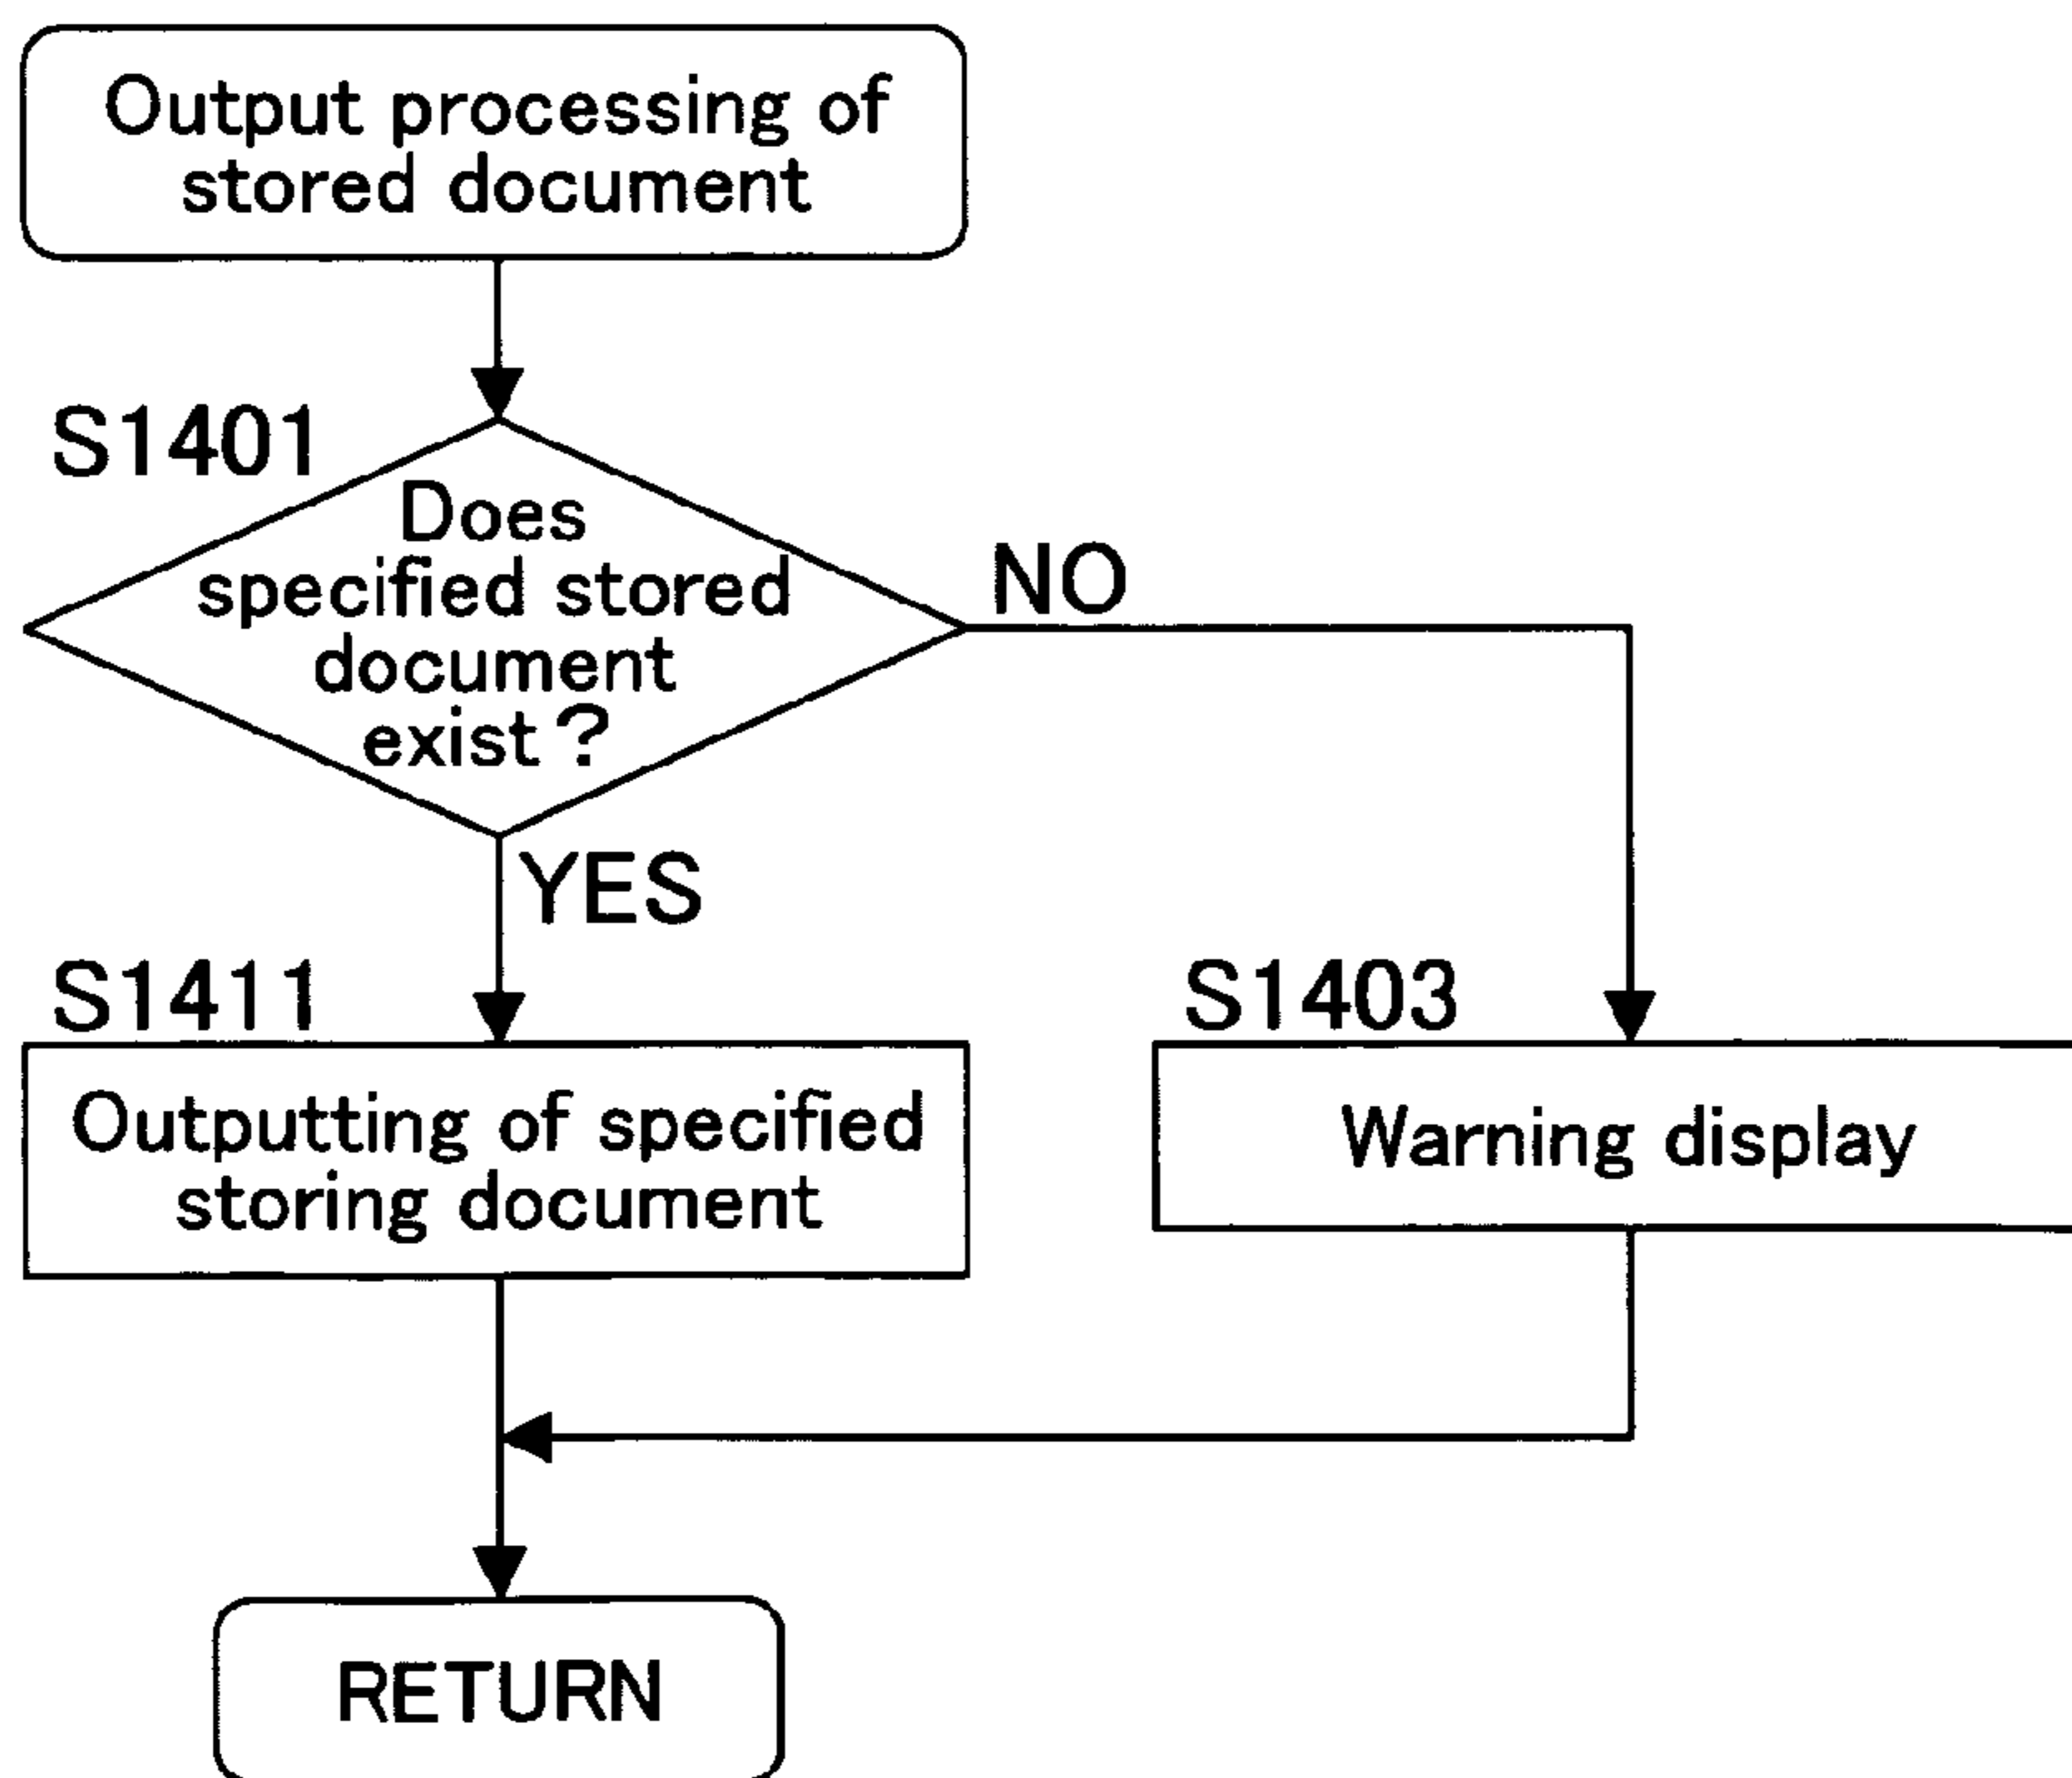 Output processing of
stored document
S1401
Does
specified stored
document
exist?
NO
YES
S1411
S1403
Outputting of specified
storing document
Warning display
RETURN